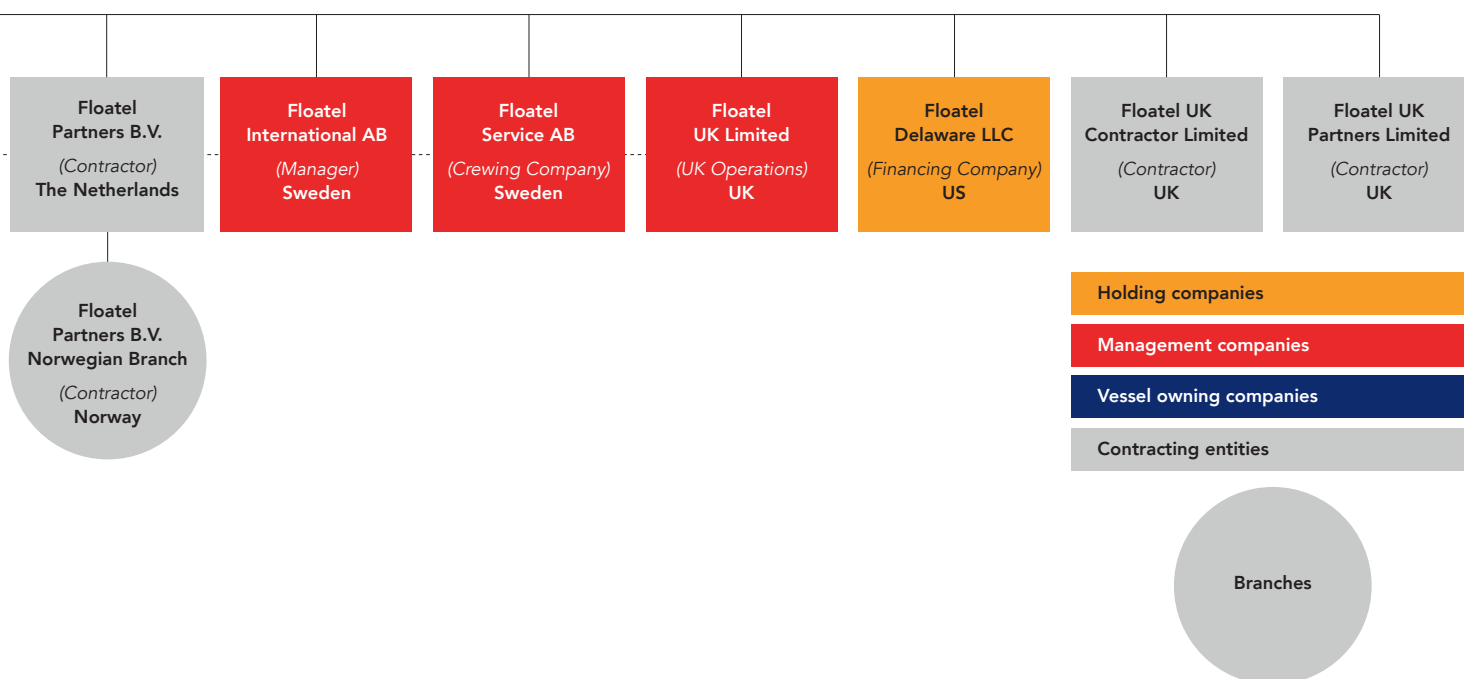 Floatel
Partners B.V.
(Contractor)
The Netherlands
Floatel
International AB
(Manager)
Sweden
Floatel
Service AB
(Crewing Company)
Sweden
Floatel
UK Limited
(UK Operations)
UK
Floatel
Delaware LLC
(Financing Company)
US
Floatel UK
Contractor Limited
(Contractor)
UK
Floatel UK
Partners Limited
(Contractor)
UK
Floatel
Partners B.V.
Norwegian Branch
(Contractor)
Norway
Holding companies
Management companies
Vessel owning companies
Contracting entities
Branches